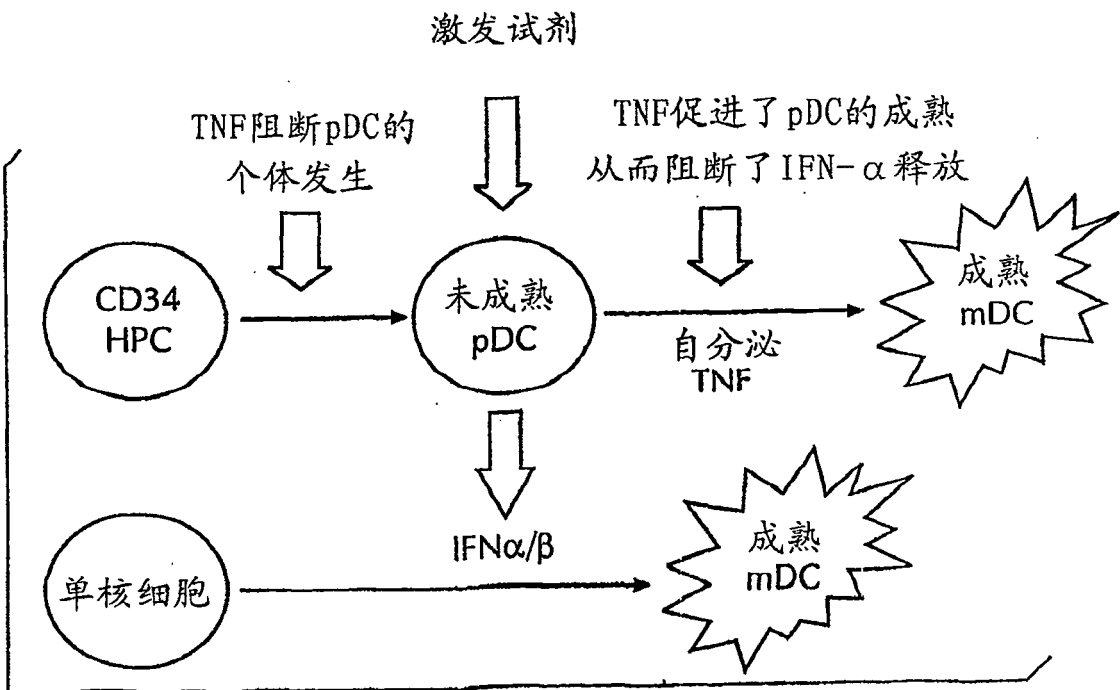 激发试剂
TNF阻断pDC的
个体发生
TNF促进了pDC的成熟
从而阻断了IFN-α释放
CD34
HPC
未成熟
pDC
自分泌
TNF
成熟
mDC
IFNα/β
单核细胞
成熟
mDC